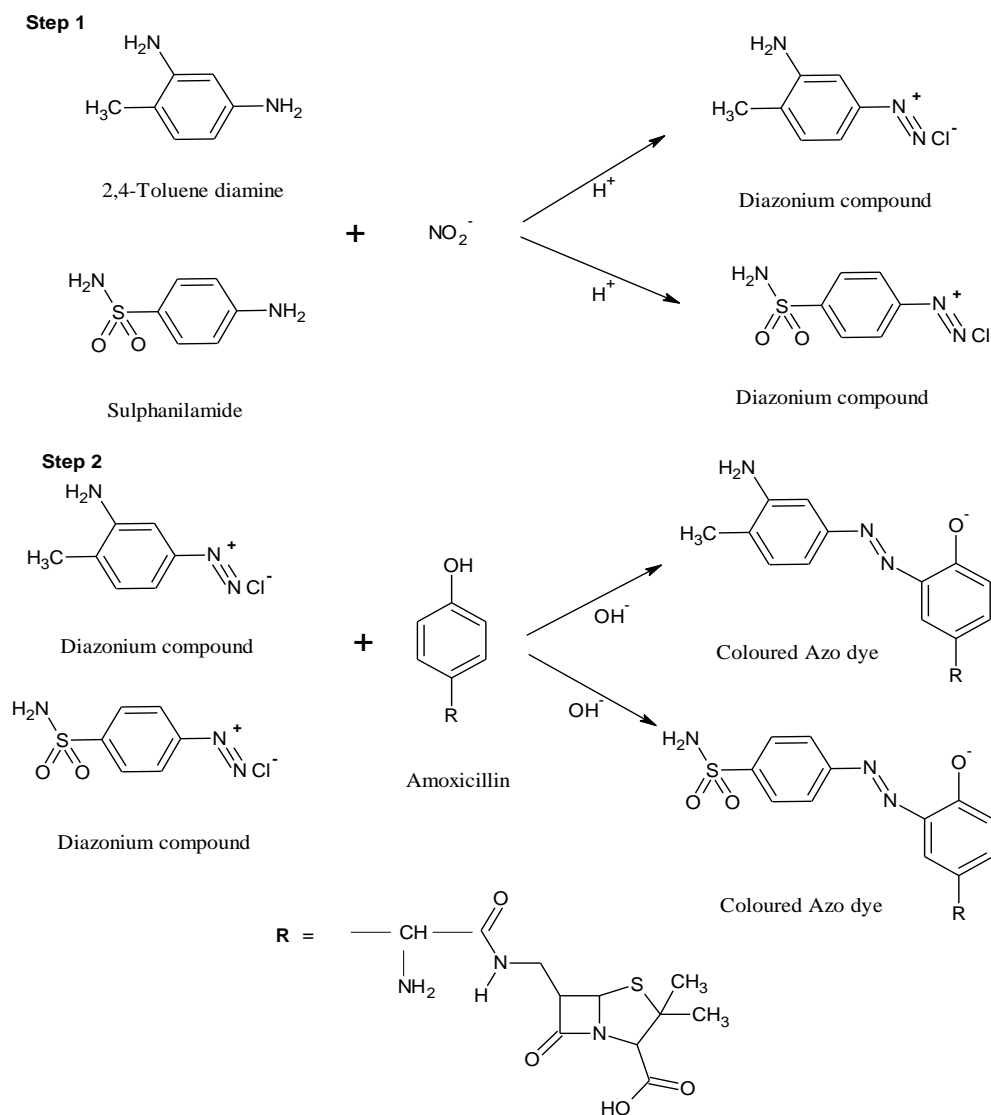 Step 1
H2N
H3C
NH2
2,4-Toluene diamine
+
NO2-
H+
H+
H2N
H3C
N+
N Cl-
Diazonium compound
H2N
S
O O
NH2
Sulphanilamide
H2N
S
O O
N+
N Cl
Diazonium compound
Step 2
H2N
H3C
N+
N Cl-
Diazonium compound
H2N
S
O O
N+
N Cl-
Diazonium compound
+
OH
R
Amoxicillin
OH-
OH-
H2N
H3C
N
N
O-
R
Coloured Azo dye
H2N
S
O O
N
N
O-
R
Coloured Azo dye
R =
CH
NH2
O
N
H
S
CH3
CH3
N
O
O
HO